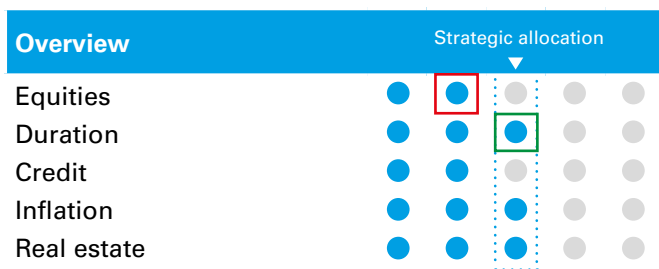 Overview
Strategic allocation
Equities
Duration
Credit
Inflation
Real estate